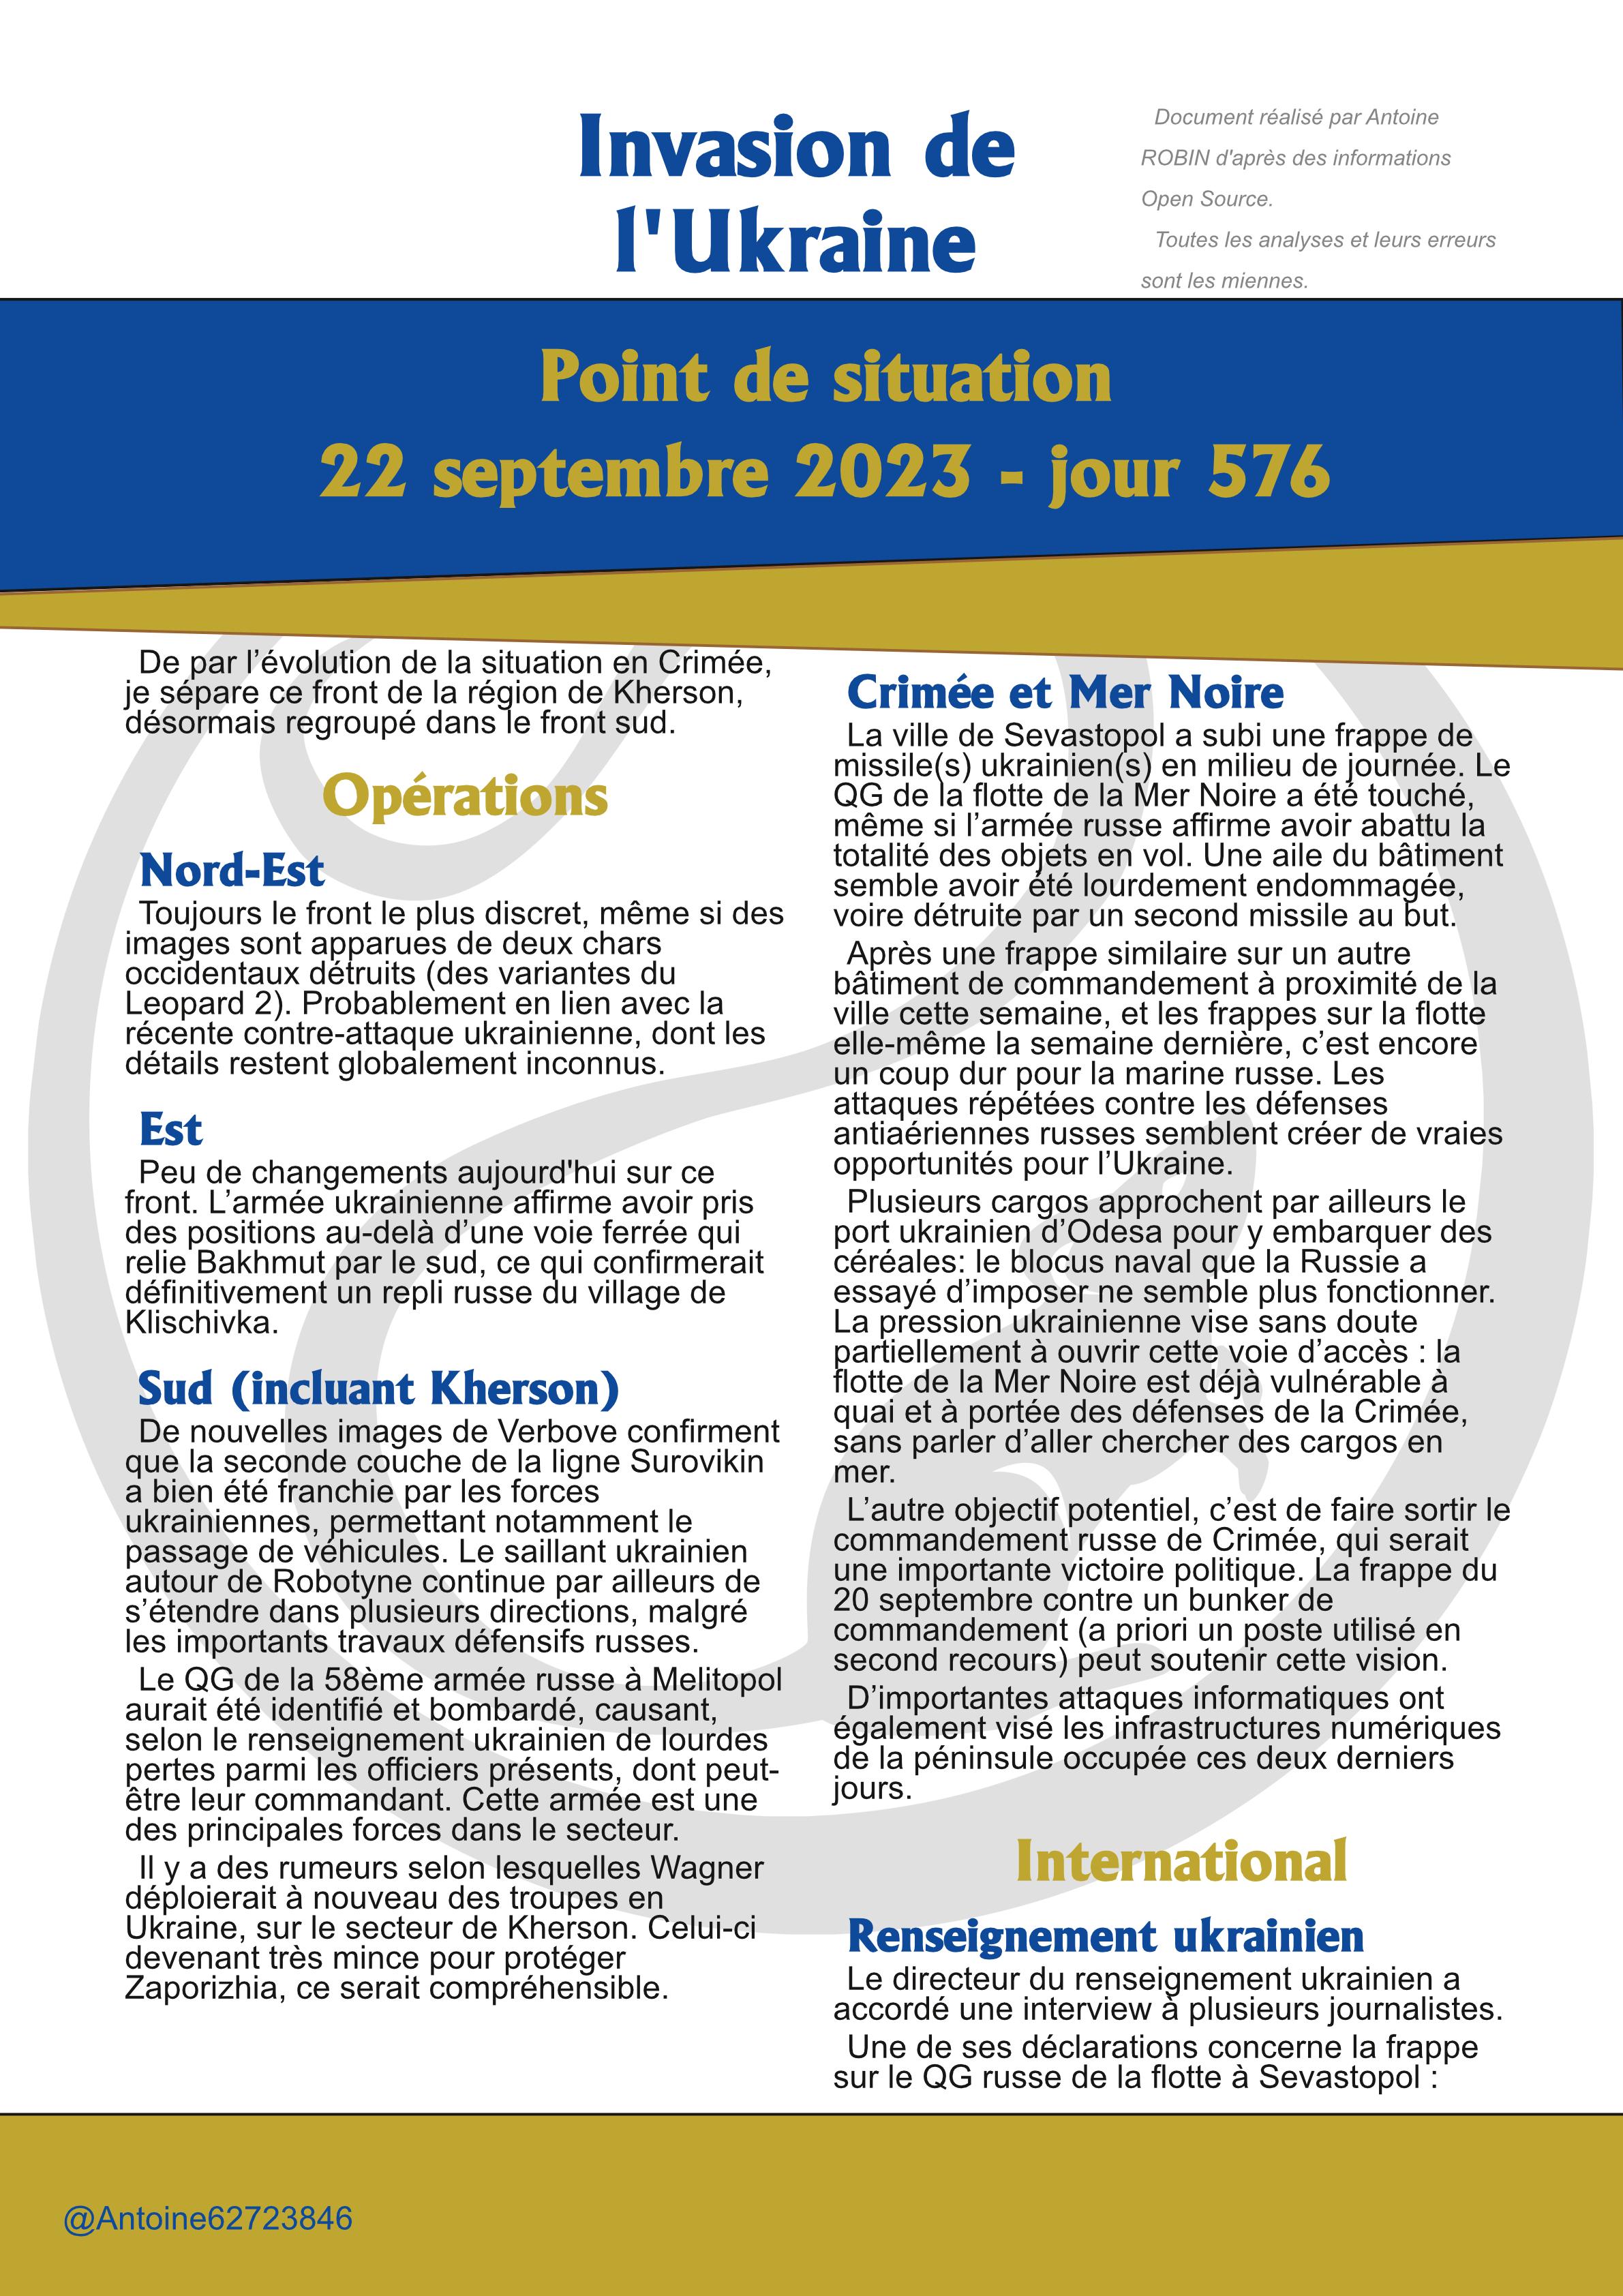 Invasion de
l'Ukraine
Document réalisé par Antoine
ROBIN d'après des informations
Open Source.
Toutes les analyses et leurs erreurs
sont les miennes.
Point de situation
22 septembre 2023 - jour 576
De par l’évolution de la situation en Crimée,
je sépare ce front de la région de Kherson,
désormais regroupé dans le front sud.
Opérations
Nord-Est
Toujours le front le plus discret, même si des
images sont apparues de deux chars
occidentaux détruits (des variantes du
Leopard 2). Probablement en lien avec la
récente contre-attaque ukrainienne, dont les
détails restent globalement inconnus.
Est
Peu de changements aujourd'hui sur ce
front. L’armée ukrainienne affirme avoir pris
des positions au-delà d’une voie ferrée qui
relie Bakhmut par le sud, ce qui confirmerait
définitivement un repli russe du village de
Klischivka.
Sud (incluant Kherson)
De nouvelles images de Verbove confirment
que la seconde couche de la ligne Surovikin
a bien été franchie par les forces
ukrainiennes, permettant notamment le
passage de véhicules. Le saillant ukrainien
autour de Robotyne continue par ailleurs de
s’étendre dans plusieurs directions, malgré
les importants travaux défensifs russes.
Le QG de la 58ème armée russe à Melitopol
aurait été identifié et bombardé, causant,
selon le renseignement ukrainien de lourdes
pertes parmi les officiers présents, dont peut-
être leur commandant. Cette armée est une
des principales forces dans le secteur.
Il y a des rumeurs selon lesquelles Wagner
déploierait à nouveau des troupes en
Ukraine, sur le secteur de Kherson. Celui-ci
devenant très mince pour protéger
Zaporizhia, ce serait compréhensible.
Crimée et Mer Noire
La ville de Sevastopol a subi une frappe de
missile(s) ukrainien(s) en milieu de journée. Le
QG de la flotte de la Mer Noire a été touché,
même si l’armée russe affirme avoir abattu la
totalité des objets en vol. Une aile du bâtiment
semble avoir été lourdement endommagée,
voire détruite par un second missile au but.
Après une frappe similaire sur un autre
bâtiment de commandement à proximité de la
ville cette semaine, et les frappes sur la flotte
elle-même la semaine dernière, c’est encore
un coup dur pour la marine russe. Les
attaques répétées contre les défenses
antiaériennes russes semblent créer de vraies
opportunités pour l’Ukraine.
Plusieurs cargos approchent par ailleurs le
port ukrainien d’Odesa pour y embarquer des
céréales: le blocus naval que la Russie a
essayé d’imposer ne semble plus fonctionner.
La pression ukrainienne vise sans doute
partiellement à ouvrir cette voie d’accès : la
flotte de la Mer Noire est déjà vulnérable à
quai et à portée des défenses de la Crimée,
sans parler d’aller chercher des cargos en
mer.
L’autre objectif potentiel, c’est de faire sortir le
commandement russe de Crimée, qui serait
une importante victoire politique. La frappe du
20 septembre contre un bunker de
commandement (a priori un poste utilisé en
second recours) peut soutenir cette vision.
D’importantes attaques informatiques ont
également visé les infrastructures numériques
de la péninsule occupée ces deux derniers
jours.
International
Renseignement ukrainien
Le directeur du renseignement ukrainien a
accordé une interview à plusieurs journalistes.
Une de ses déclarations concerne la frappe
sur le QG russe de la flotte à Sevastopol :
@Antoine62723846